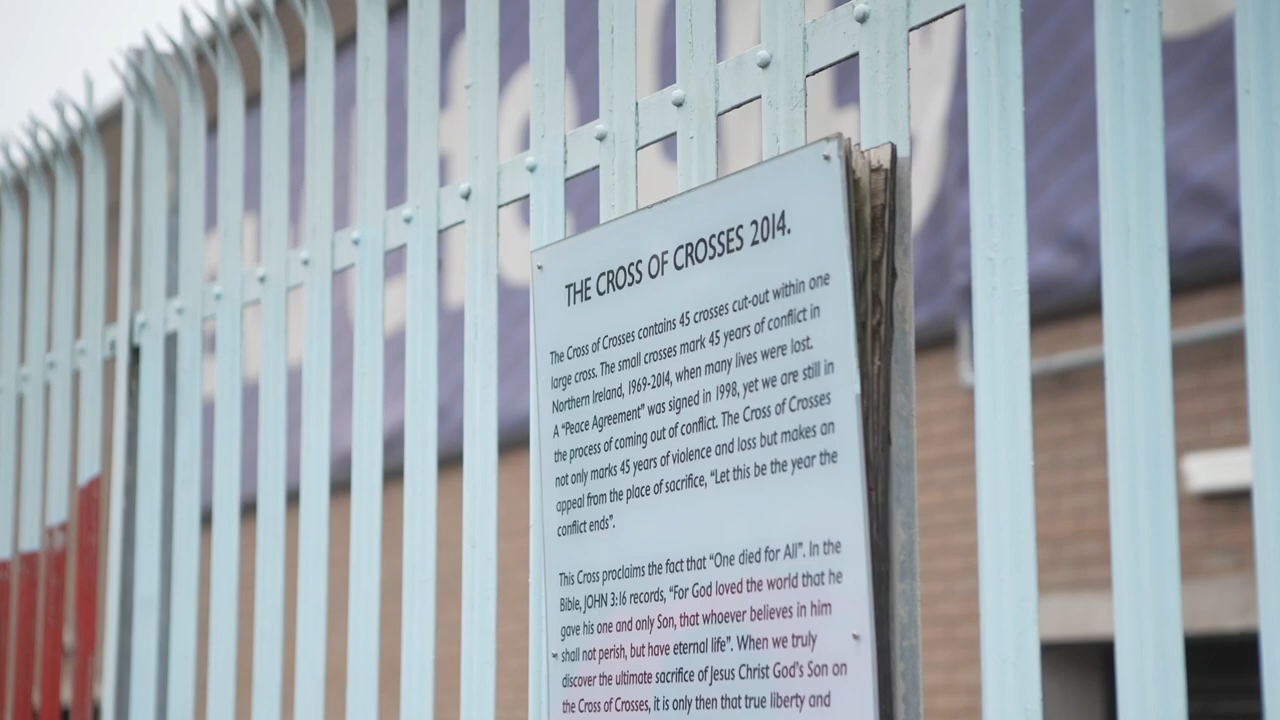 THE CROSS OF CROSSES 2014.
The Cross of Crosses contains 45 crosses cut-out within one
large cross. The small crosses mark 45 years of conflict in
Northern Ireland, 1969-2014, when many lives were lost.
A “Peace Agreement” was signed in 1998, yet we are still in
the process of coming out of conflict. The Cross of Crosses
not only marks 45 years of violence and loss but makes an
appeal from the place of sacrifice, “Let this be the year the
conflict ends”.
This Cross proclaims the fact that “One died for All”. In the
Bible, JOHN 3:16 records, “For God loved the world that he
gave his one and only Son, that whoever believes in him
shall not perish, but have eternal life”. When we truly
discover the ultimate sacrifice of Jesus Christ God's Son on
the Cross of Crosses, it is only then that true liberty and